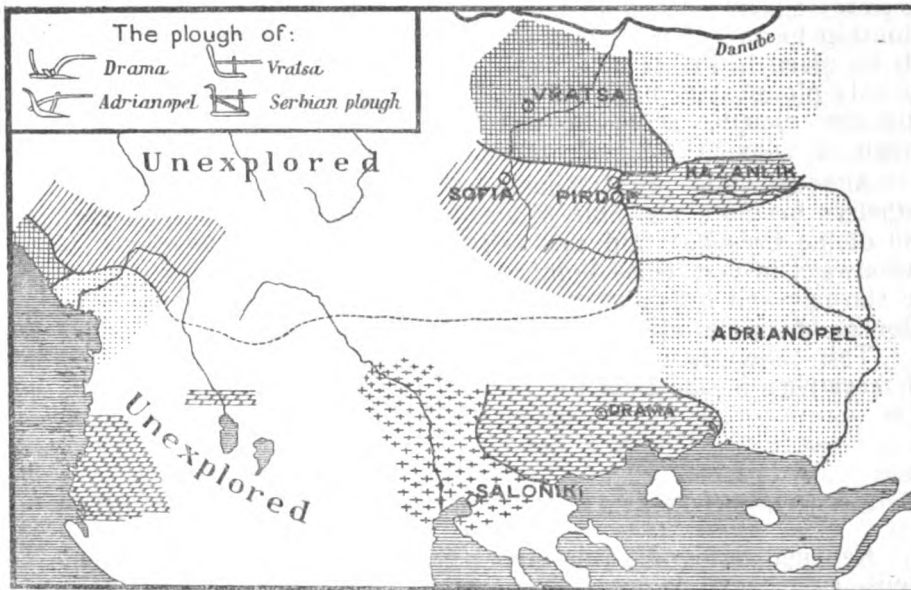 The plough of:
Drama Vratsa
Adrianopel Serbian plough
Danube
VRATSA
Unexplored
KAZANLIK
SOFIA PIRDOP
ADRIANOPEL
DRAMA
Unexplored
SALONIKI